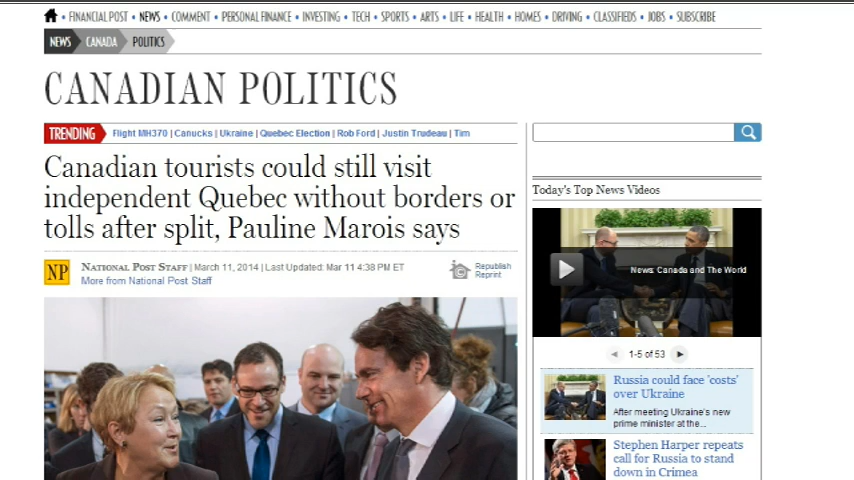 FINANCIAL POST • NEWS • COMMENT • PERSONAL FINANCE • INVESTING • TECH • SPORTS • ARTS • LIFE • HEALTH • HOMES • DRIVING • CLASSIFIEDS • JOBS • SUBSCRIBE
NEWS CANADA POLITICS
CANADIAN POLITICS
TRENDING Flight MH370 | Canucks | Ukraine | Quebec Election | Rob Ford | Justin Trudeau | Tim
Canadian tourists could still visit
independent Quebec without borders or
tolls after split, Pauline Marois says
NP NATIONAL POST STAFF | March 11, 2014 | Last Updated: Mar 11 4:38 PM ET
More from National Post Staff
Republish
Reprint
Today's Top News Videos
News: Canada and The World
1-5 of 53
Russia could face 'costs'
over Ukraine
After meeting Ukraine's new
prime minister at the...
Stephen Harper repeats
call for Russia to stand
down in Crimea